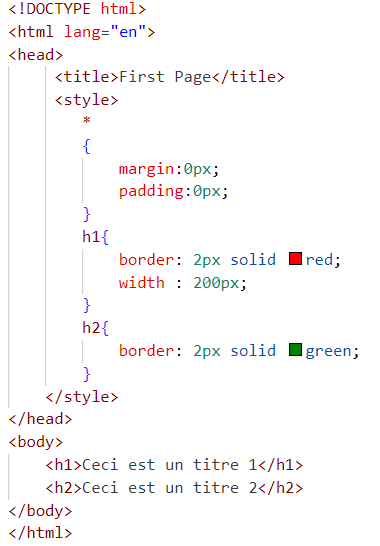 <!DOCTYPE html>
<html lang="en">
<head>
<title>First Page</title>
<style>
*
{
margin:0px;
padding:0px;
}
h1{
border: 2px solid red;
width : 200px;
}
h2{
border: 2px solid green;
}
</style>
</head>
<body>
<h1>Ceci est un titre 1</h1>
<h2>Ceci est un titre 2</h2>
</body>
</html>